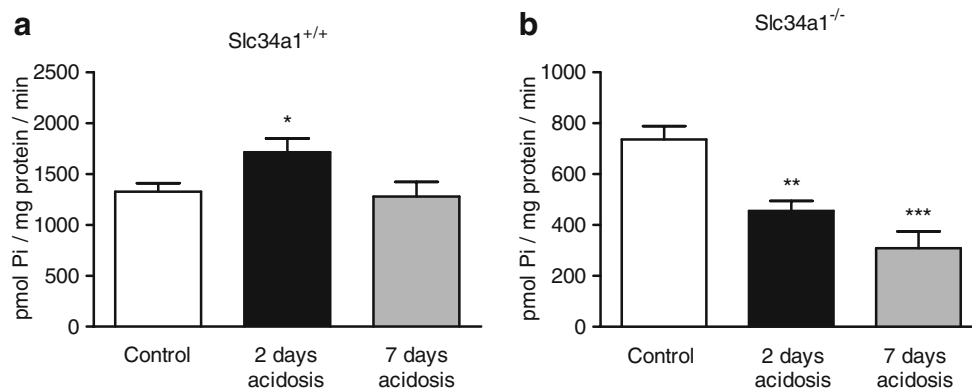 a
Slc34a1+/+
pmol Pi / mg protein / min
2500
2000
1500
1000
500
0
*
Control
2 days
acidosis
7 days
acidosis
b
Slc34a1-/-
pmol Pi / mg protein / min
1000
800
600
400
200
0
**
***
Control
2 days
acidosis
7 days
acidosis